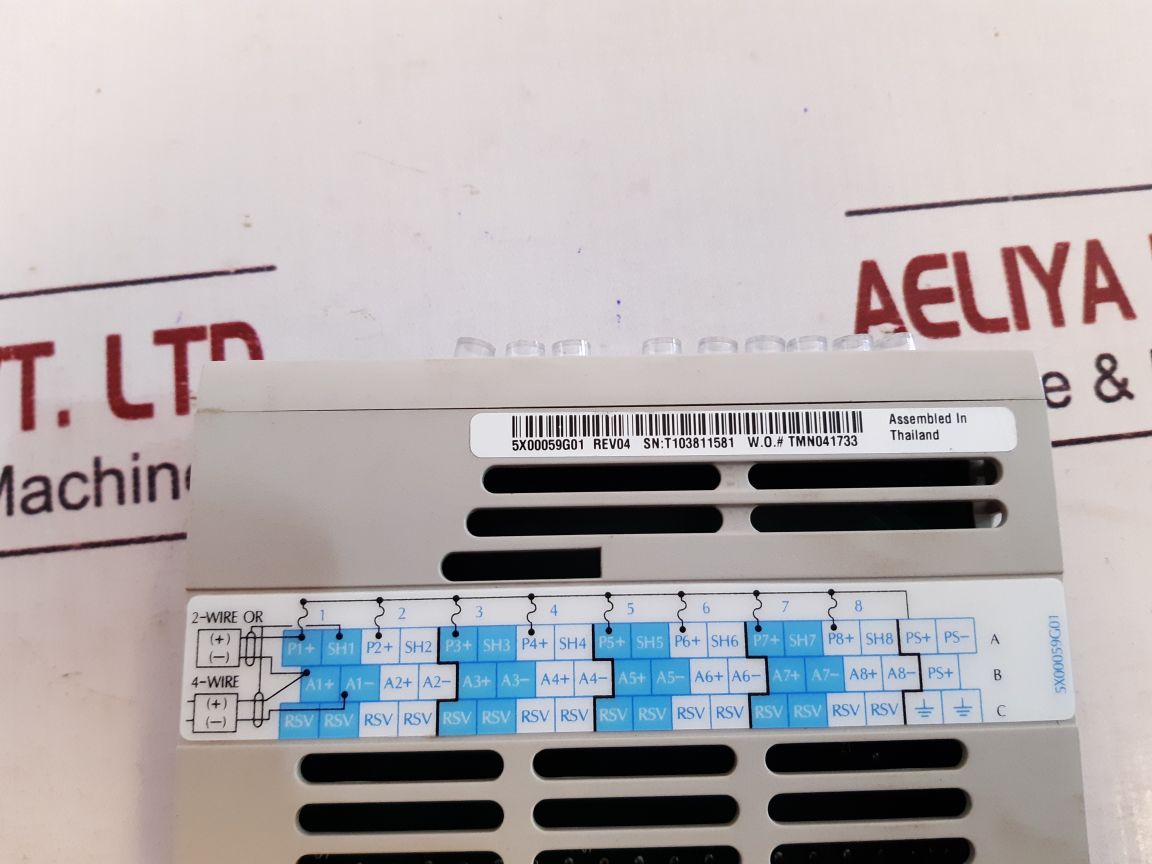 AELIYA
T. LTD
e &
Machin
5X00059G01 REV04 SN:T103811581 W.O.# TMN041733
Assembled In
Thailand
2-WIRE OR
1 2 3 4 5 6 7 8
(+)
(−)
P1+ SH1 P2+ SH2 P3+ SH3 P4+ SH4 P5+ SH5 P6+ SH6 P7+ SH7 P8+ SH8 PS+ PS− A
4-WIRE
A1+ A1− A2+ A2− A3+ A3− A4+ A4− A5+ A5− A6+ A6− A7+ A7− A8+ A8− PS+ B
(+)
(−)
RSV RSV RSV RSV RSV RSV RSV RSV RSV RSV RSV RSV RSV RSV RSV RSV C
5X00059G01